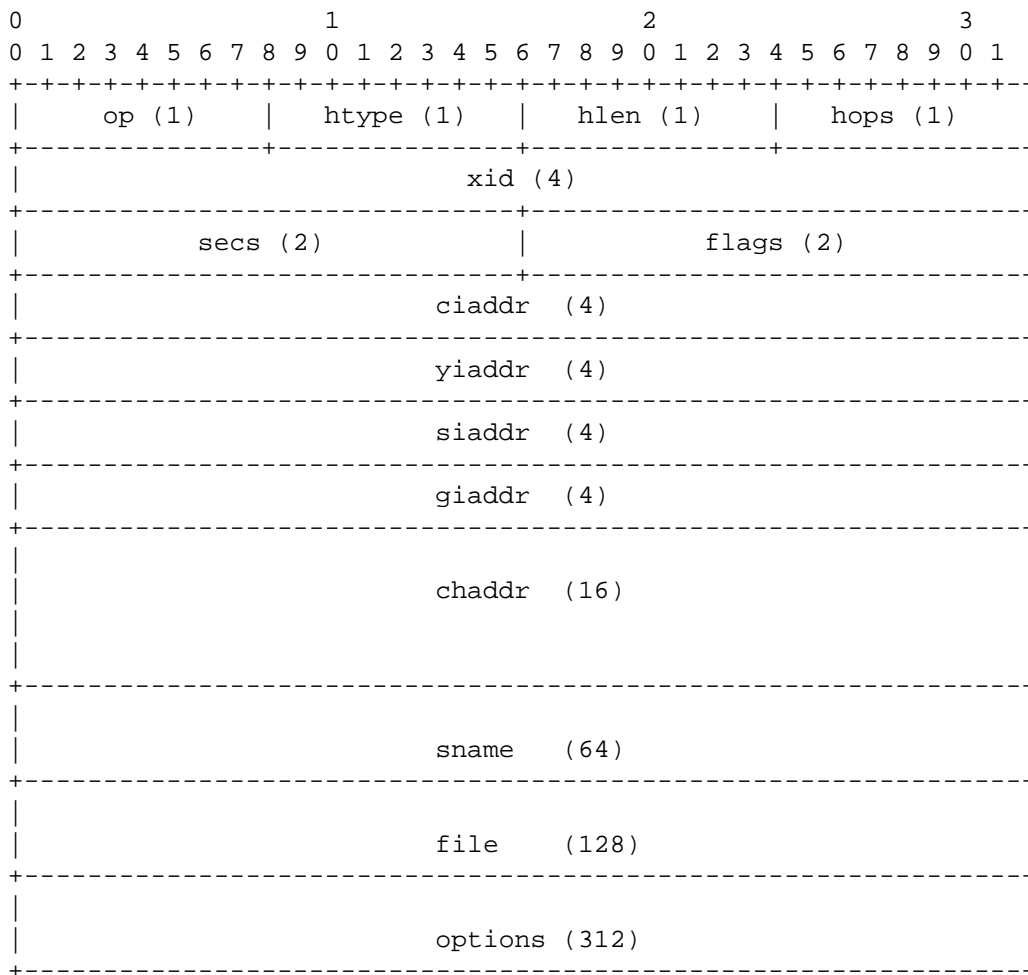 0                   1                   2                   3
0 1 2 3 4 5 6 7 8 9 0 1 2 3 4 5 6 7 8 9 0 1 2 3 4 5 6 7 8 9 0 1
+-+-+-+-+-+-+-+-+-+-+-+-+-+-+-+-+-+-+-+-+-+-+-+-+-+-+-+-+-+-+-+-
|     op (1)    |   htype (1)   |   hlen (1)    |   hops (1)
+---------------+---------------+---------------+----------------
|                            xid (4)
+-------------------------------+--------------------------------
|           secs (2)            |           flags (2)
+-------------------------------+--------------------------------
|                          ciaddr  (4)
+----------------------------------------------------------------
|                          yiaddr  (4)
+----------------------------------------------------------------
|                          siaddr  (4)
+----------------------------------------------------------------
|                          giaddr  (4)
+----------------------------------------------------------------
|
|                          chaddr  (16)
|
|
+----------------------------------------------------------------
|
|                          sname   (64)
+----------------------------------------------------------------
|
|                          file    (128)
+----------------------------------------------------------------
|
|                          options (312)
+----------------------------------------------------------------